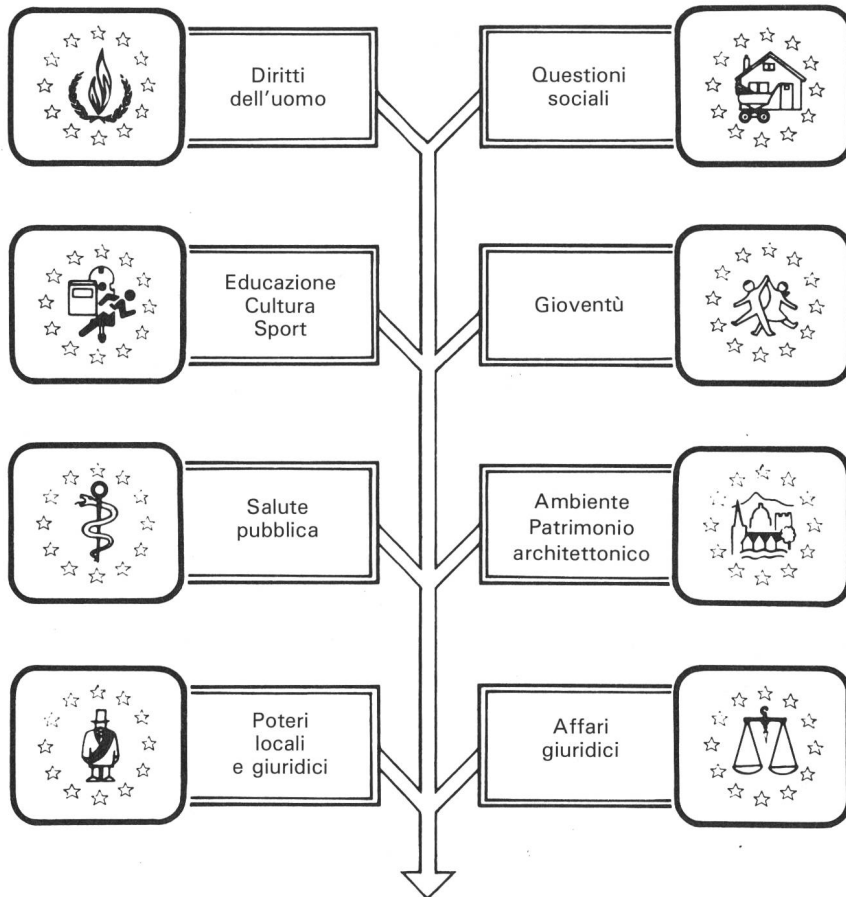 Diritti
dell'uomo
Questioni
sociali
Educazione
Cultura
Sport
Gioventù
Salute
pubblica
Ambiente
Patrimonio
architettonico
Poteri
locali
e giuridici
Affari
giuridici